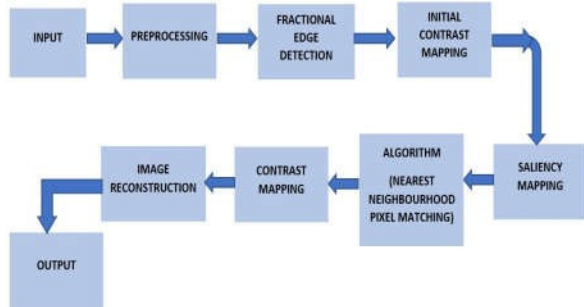 INPUT
PREPROCESSING
FRACTIONAL
EDGE
DETECTION
INITIAL
CONTRAST
MAPPING
SALIENCY
MAPPING
ALGORITHM
(NEAREST
NEIGHBOURHOOD
PIXEL MATCHING)
CONTRAST
MAPPING
IMAGE
RECONSTRUCTION
OUTPUT